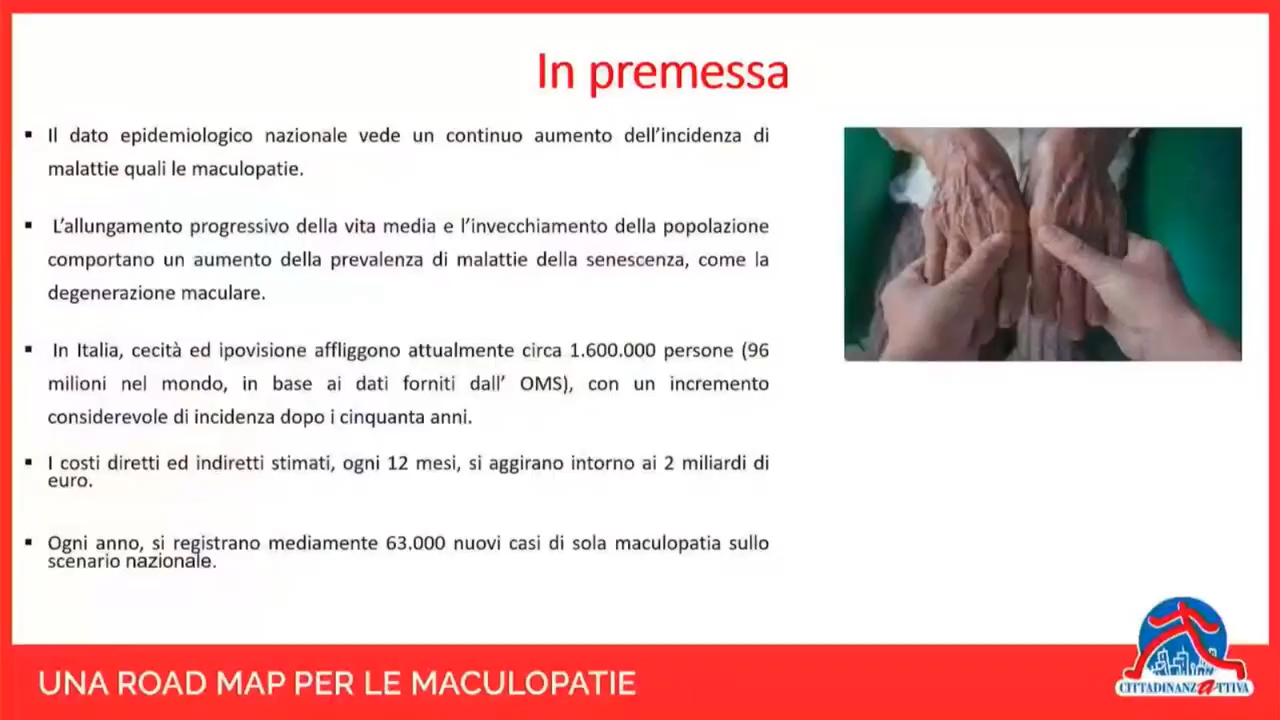 In premessa
▪ Il dato epidemiologico nazionale vede un continuo aumento dell'incidenza di
malattie quali le maculopatie.
▪ L'allungamento progressivo della vita media e l'invecchiamento della popolazione
comportano un aumento della prevalenza di malattie della senescenza, come la
degenerazione maculare.
▪ In Italia, cecità ed ipovisione affliggono attualmente circa 1.600.000 persone (96
milioni nel mondo, in base ai dati forniti dall' OMS), con un incremento
considerevole di incidenza dopo i cinquanta anni.
▪ I costi diretti ed indiretti stimati, ogni 12 mesi, si aggirano intorno ai 2 miliardi di
euro.
▪ Ogni anno, si registrano mediamente 63.000 nuovi casi di sola maculopatia sullo
scenario nazionale.
UNA ROAD MAP PER LE MACULOPATIE
CITTADINANZATTIVA